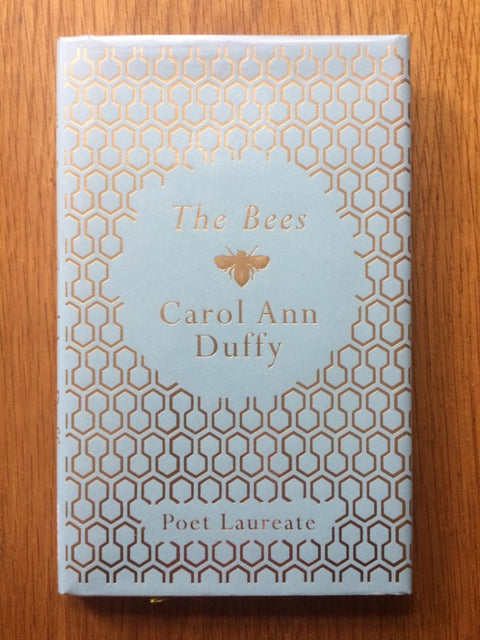 The Bees
Carol Ann
Duffy
Poet Laureate